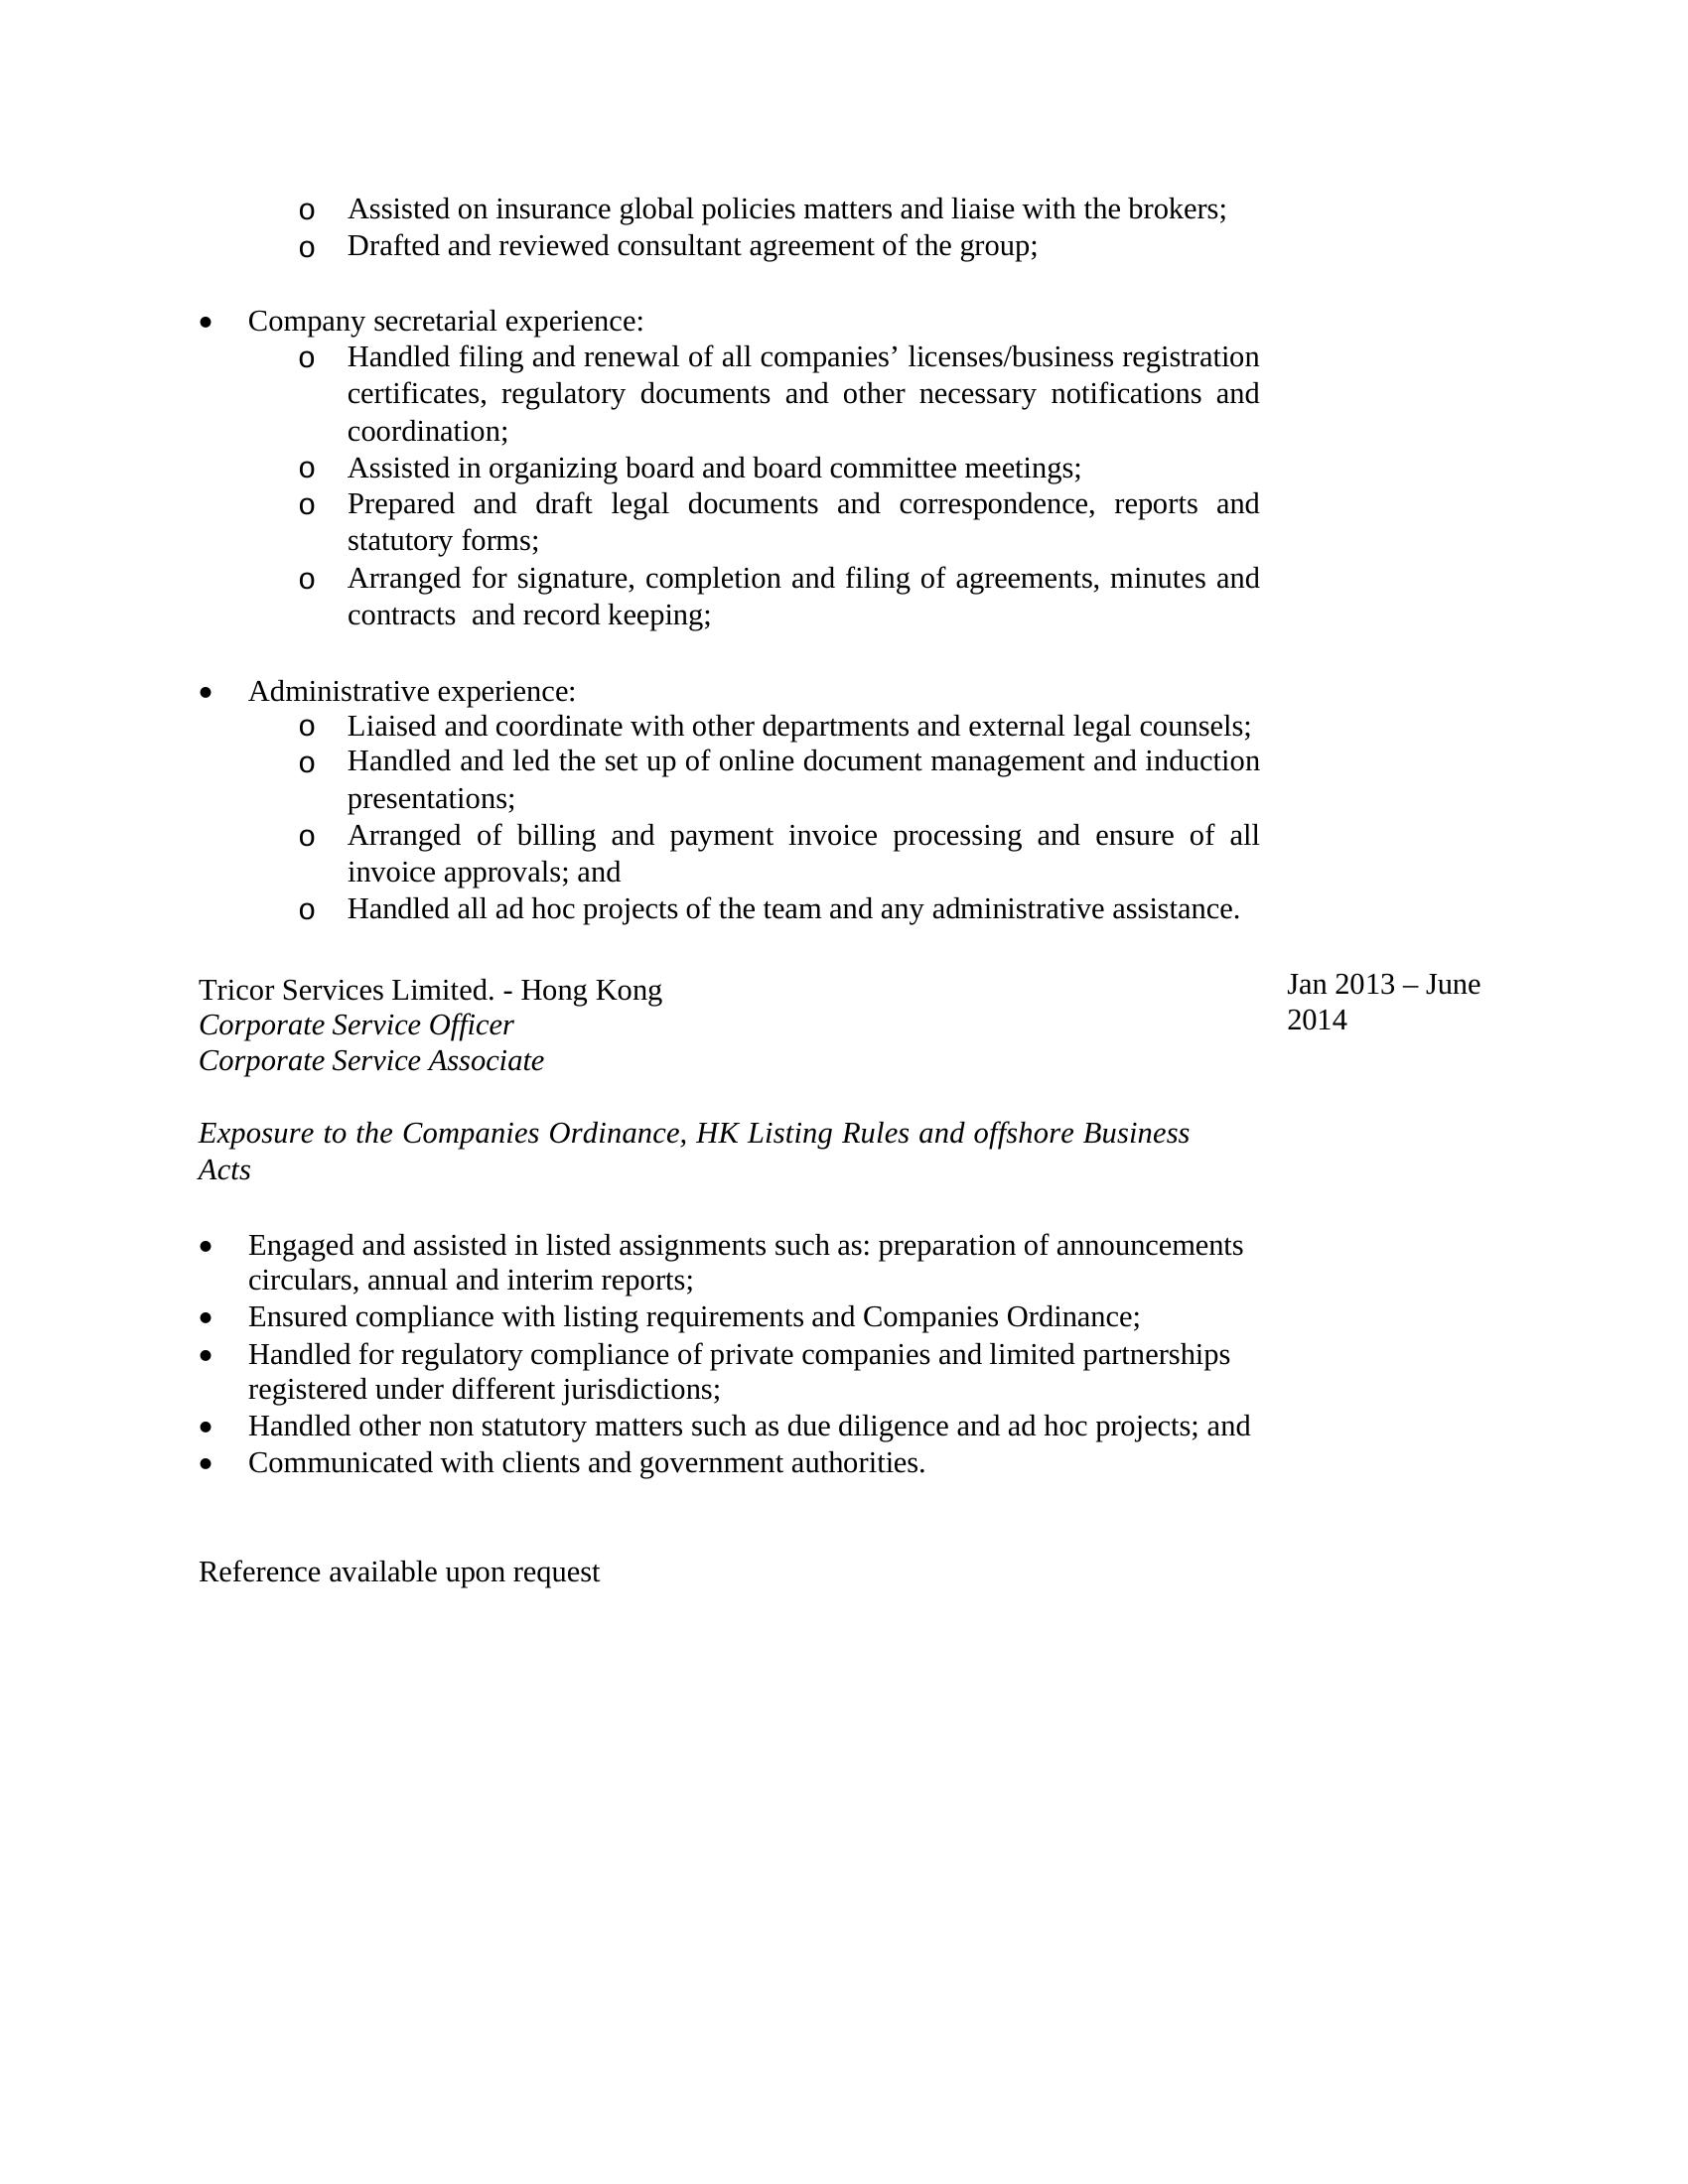 o Assisted on insurance global policies matters and liaise with the brokers;
o Drafted and reviewed consultant agreement of the group;
• Company secretarial experience:
o Handled filing and renewal of all companies’ licenses/business registration
certificates, regulatory documents and other necessary notifications and
coordination;
o Assisted in organizing board and board committee meetings;
o Prepared and draft legal documents and correspondence, reports and
statutory forms;
o Arranged for signature, completion and filing of agreements, minutes and
contracts  and record keeping;
• Administrative experience:
o Liaised and coordinate with other departments and external legal counsels;
o Handled and led the set up of online document management and induction
presentations;
o Arranged of billing and payment invoice processing and ensure of all
invoice approvals; and
o Handled all ad hoc projects of the team and any administrative assistance.
Tricor Services Limited. - Hong Kong
Jan 2013 – June
2014
Corporate Service Officer
Corporate Service Associate
Exposure to the Companies Ordinance, HK Listing Rules and offshore Business
Acts
• Engaged and assisted in listed assignments such as: preparation of announcements
circulars, annual and interim reports;
• Ensured compliance with listing requirements and Companies Ordinance;
• Handled for regulatory compliance of private companies and limited partnerships
registered under different jurisdictions;
• Handled other non statutory matters such as due diligence and ad hoc projects; and
• Communicated with clients and government authorities.
Reference available upon request